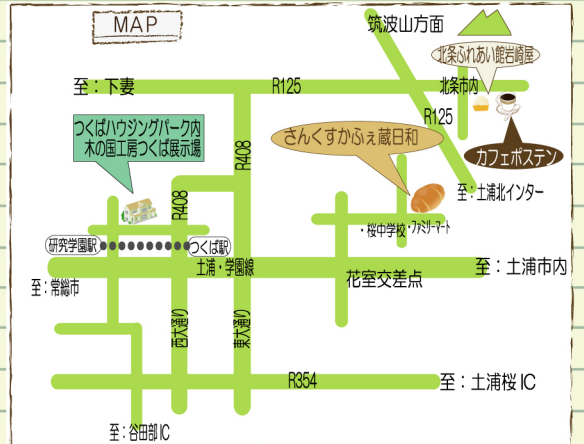 MAP
筑波山方面
北条ふれあい館岩崎屋
至：下妻
R125
北条市内
R125
つくばハウジングパーク内
木の国工房つくば展示場
さんくすかふぇ蔵日和
カフェポステン
R408
至：土浦北インター
R408
・桜中学校
・ファミリーマート
研究学園駅
つくば駅
土浦・学園線
花室交差点
至：土浦市内
至：常総市
西大通り
東大通り
R354
至：土浦桜IC
至：谷田部IC